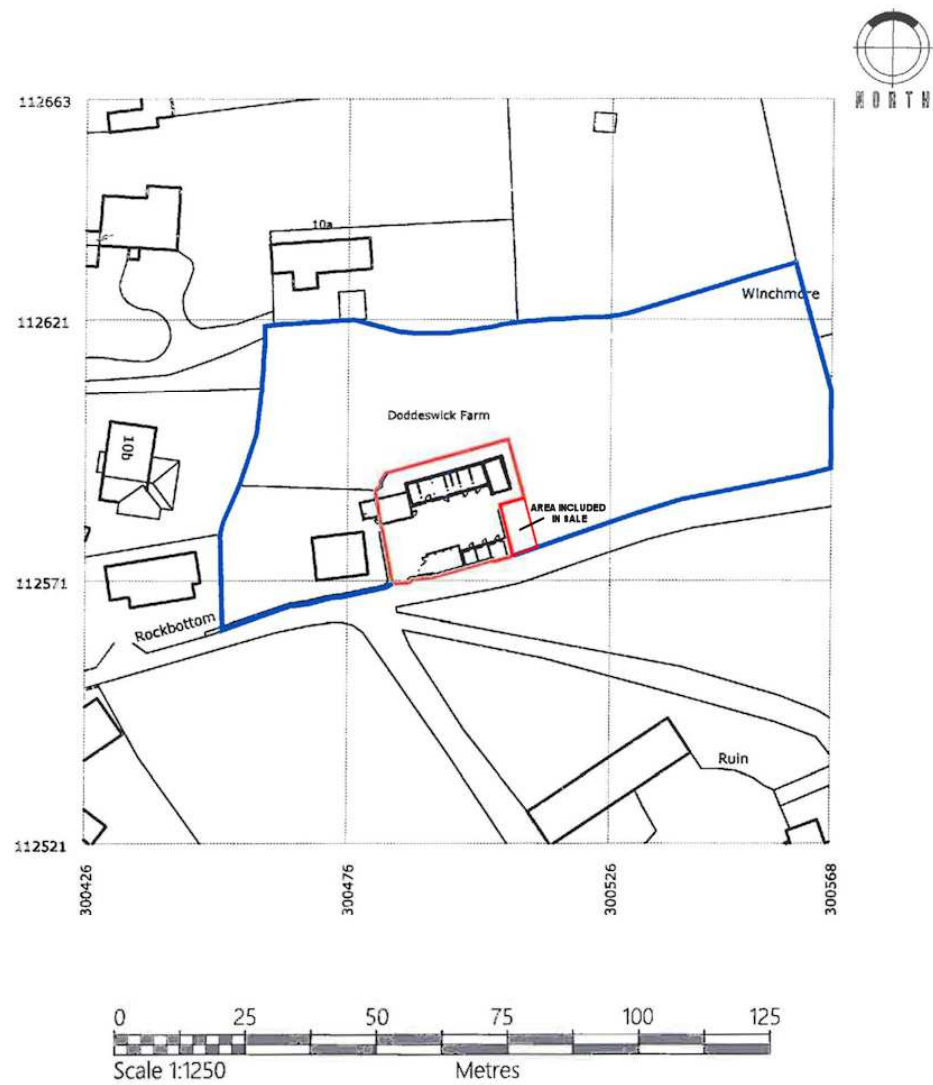 NORTH
112663
10a
Winchmore
112621
Doddeswick Farm
10b
AREA INCLUDED
IN SALE
112571
Rockbottom
Ruin
112521
300426
300476
300526
300568
0 25 50 75 100 125
Scale 1:1250 Metres